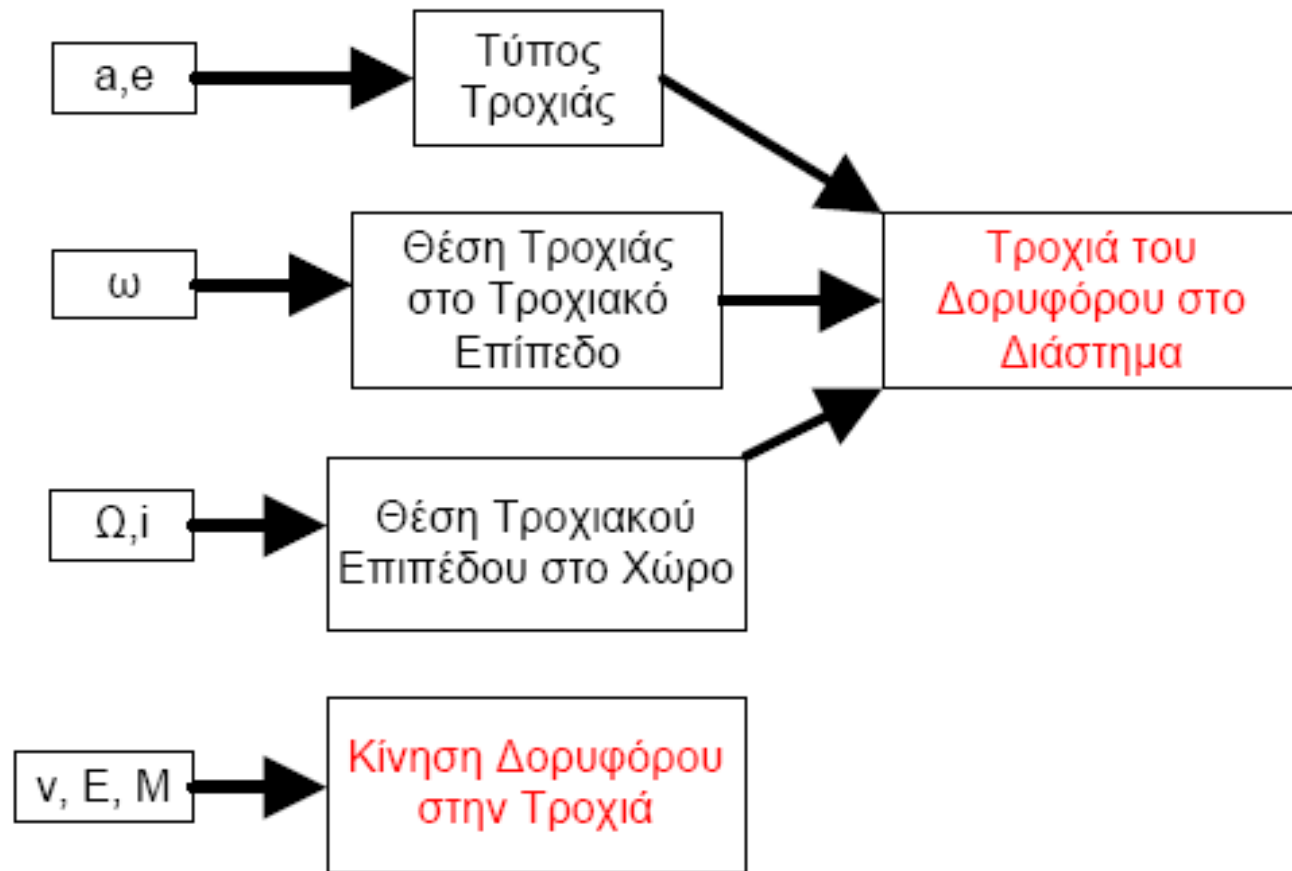 a,e
Τύπος
Τροχιάς
ω
Θέση Τροχιάς
στο Τροχιακό
Επίπεδο
Τροχιά του
Δορυφόρου στο
Διάστημα
Ω,i
Θέση Τροχιακού
Επιπέδου στο Χώρο
v, E, M
Κίνηση Δορυφόρου
στην Τροχιά